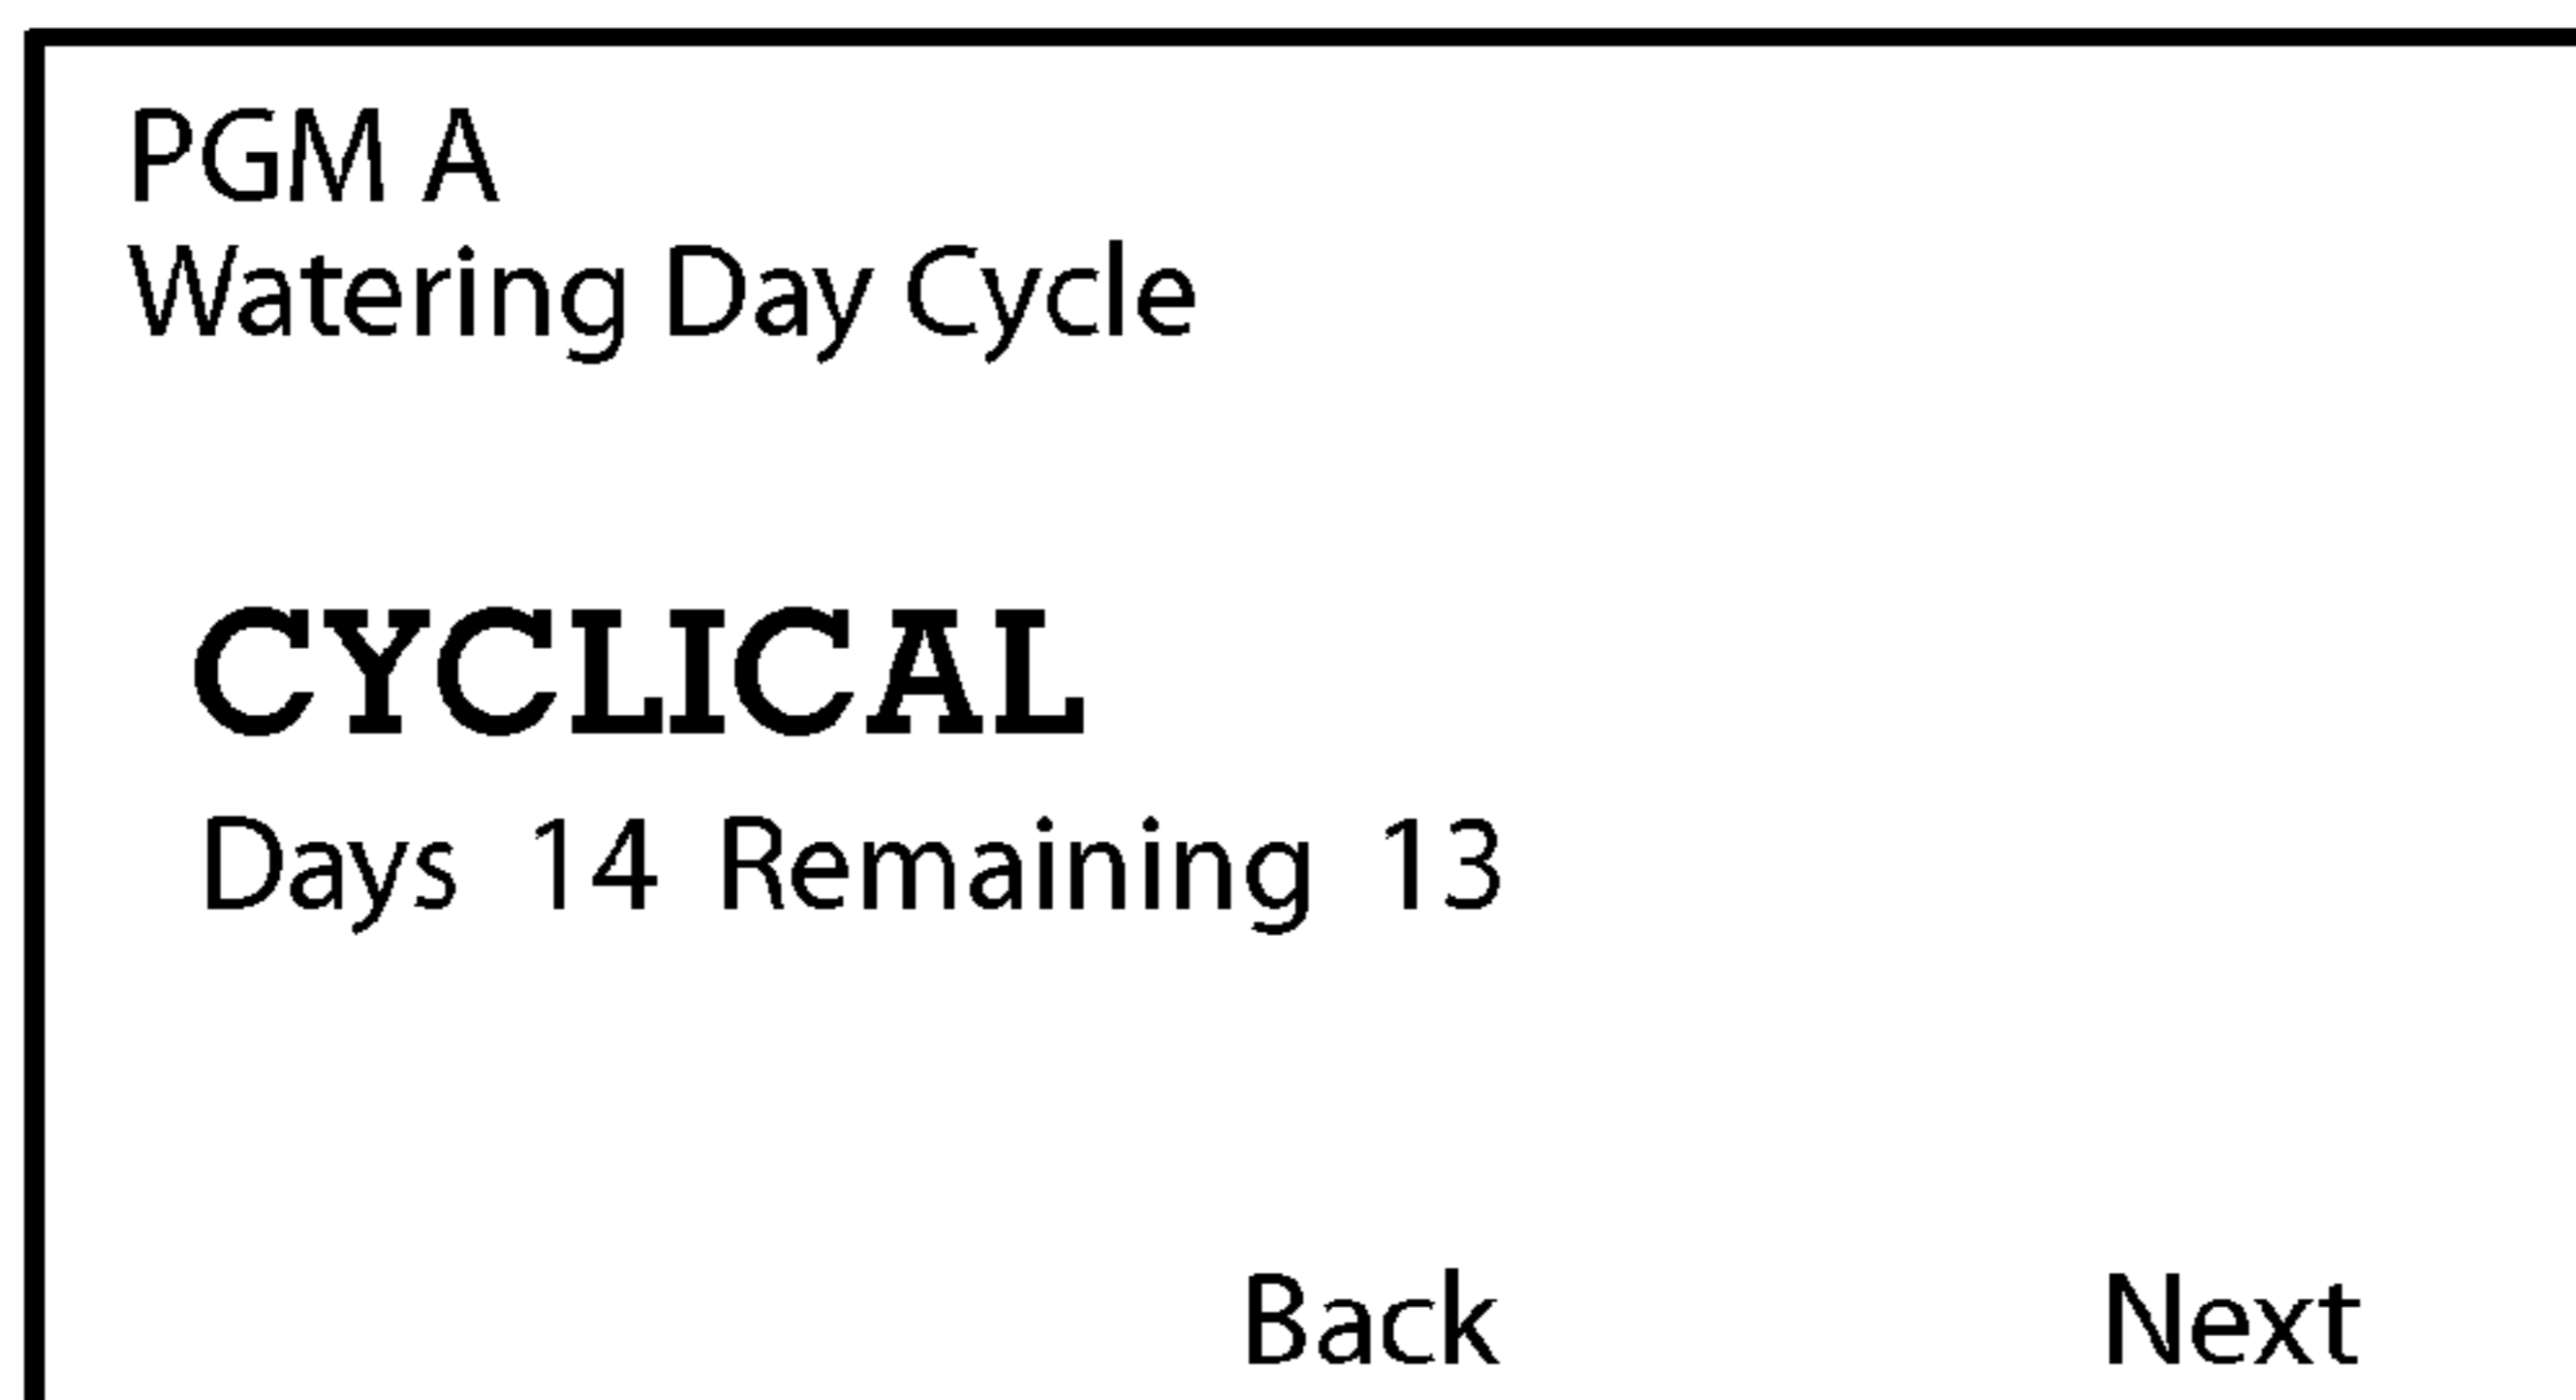 PGM A
Watering Day Cycle
CYCLICAL
Days 14 Remaining 13
Back Next